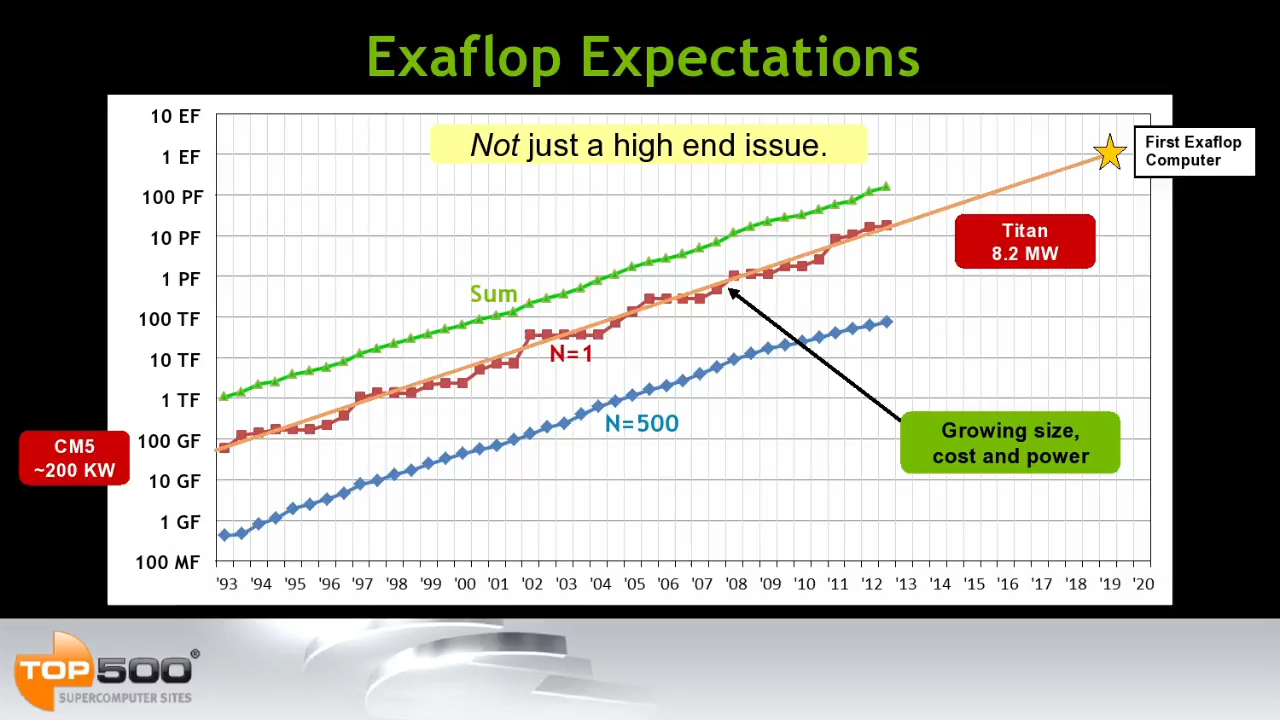 Exaflop Expectations
Not just a high end issue.
10 EF
1 EF
100 PF
10 PF
1 PF
100 TF
10 TF
1 TF
100 GF
10 GF
1 GF
100 MF
First Exaflop
Computer
Titan
8.2 MW
Sum
N=1
N=500
CM5
~200 KW
Growing size,
cost and power
'93 '94 '95 '96 '97 '98 '99 '00 '01 '02 '03 '04 '05 '06 '07 '08 '09 '10 '11 '12 '13 '14 '15 '16 '17 '18 '19 '20
TOP500®
SUPERCOMPUTER SITES